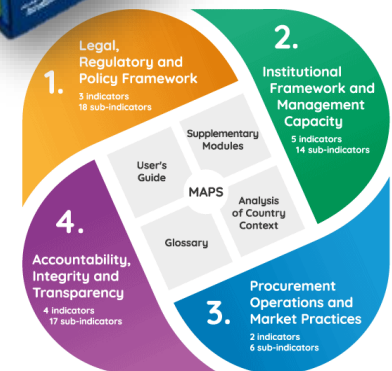 1.
Legal,
Regulatory and
Policy Framework
3 indicators
18 sub-indicators
2.
Institutional
Framework and
Management
Capacity
5 indicators
14 sub-indicators
Supplementary
Modules
User's
Guide
MAPS
Analysis
of Country
Context
Glossary
4.
Accountability,
Integrity and
Transparency
4 indicators
17 sub-indicators
3.
Procurement
Operations and
Market Practices
2 indicators
6 sub-indicators